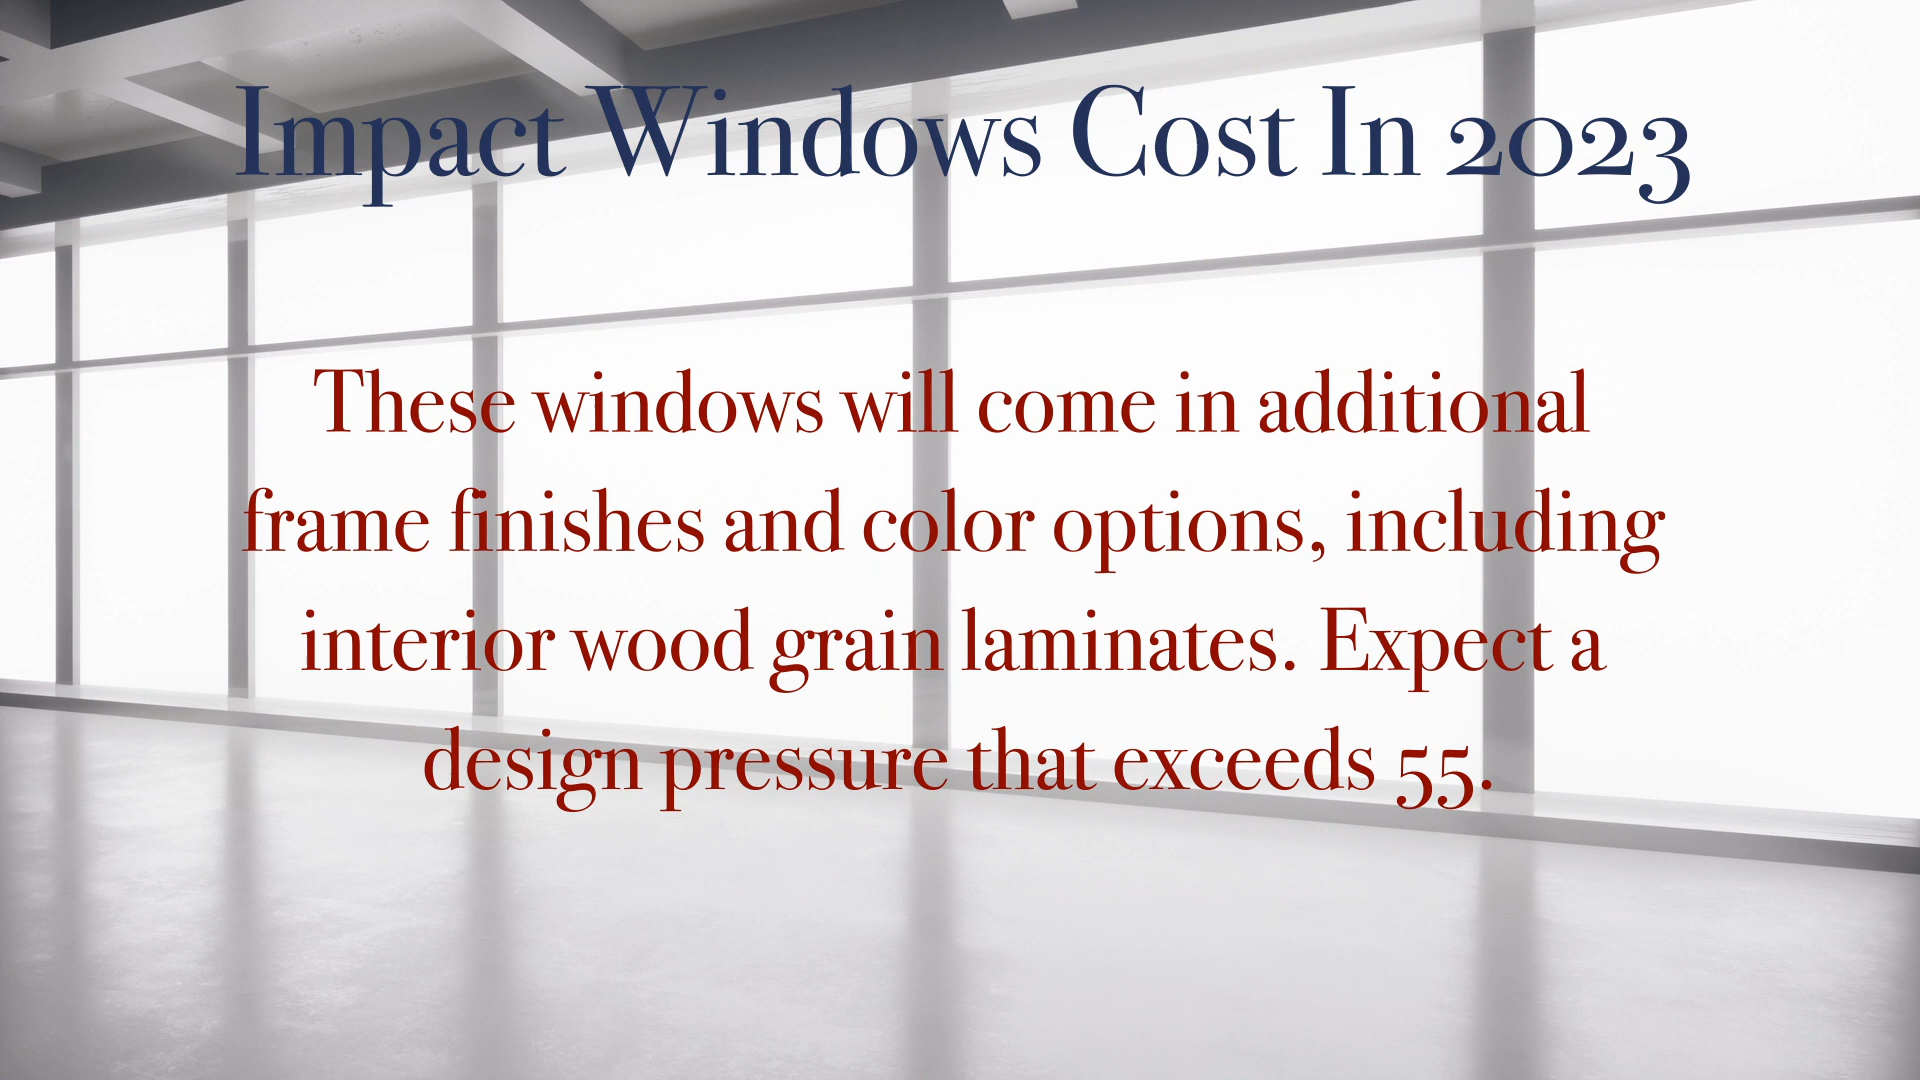 Impact Windows Cost In 2023
These windows will come in additional
frame finishes and color options, including
interior wood grain laminates. Expect a
design pressure that exceeds 55.